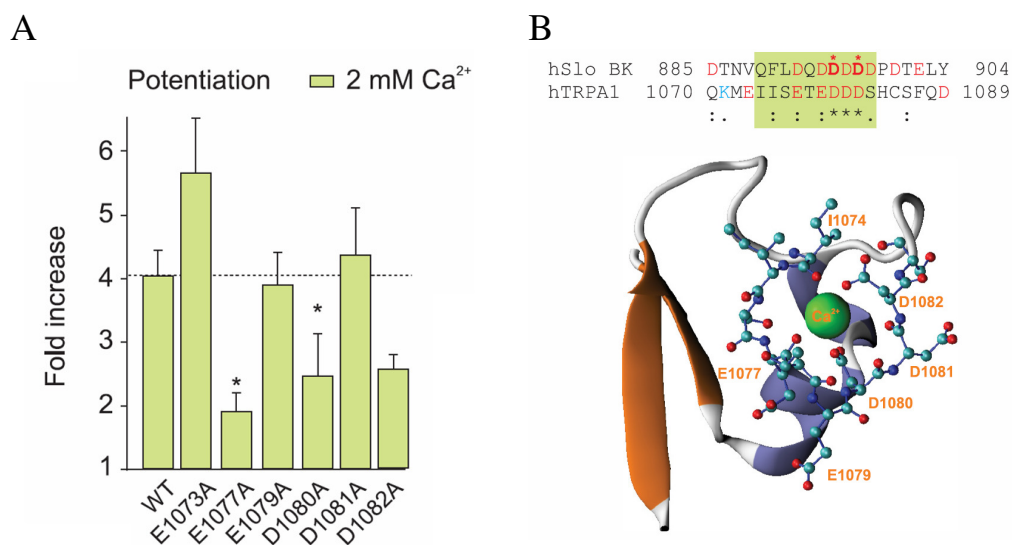 A
Potentiation 2 mM Ca²⁺
Fold increase
6
5
4
3
2
1
*
*
WT
E1073A
E1077A
E1079A
D1080A
D1081A
D1082A
B
* *
hSlo BK 885 DTNVQFLDQDDDDPDTELY 904
hTRPA1 1070 QKMEIISETEDDDSHCSFQD 1089
:. : : :***. :
I1074
Ca²⁺
D1082
E1077
D1081
D1080
E1079